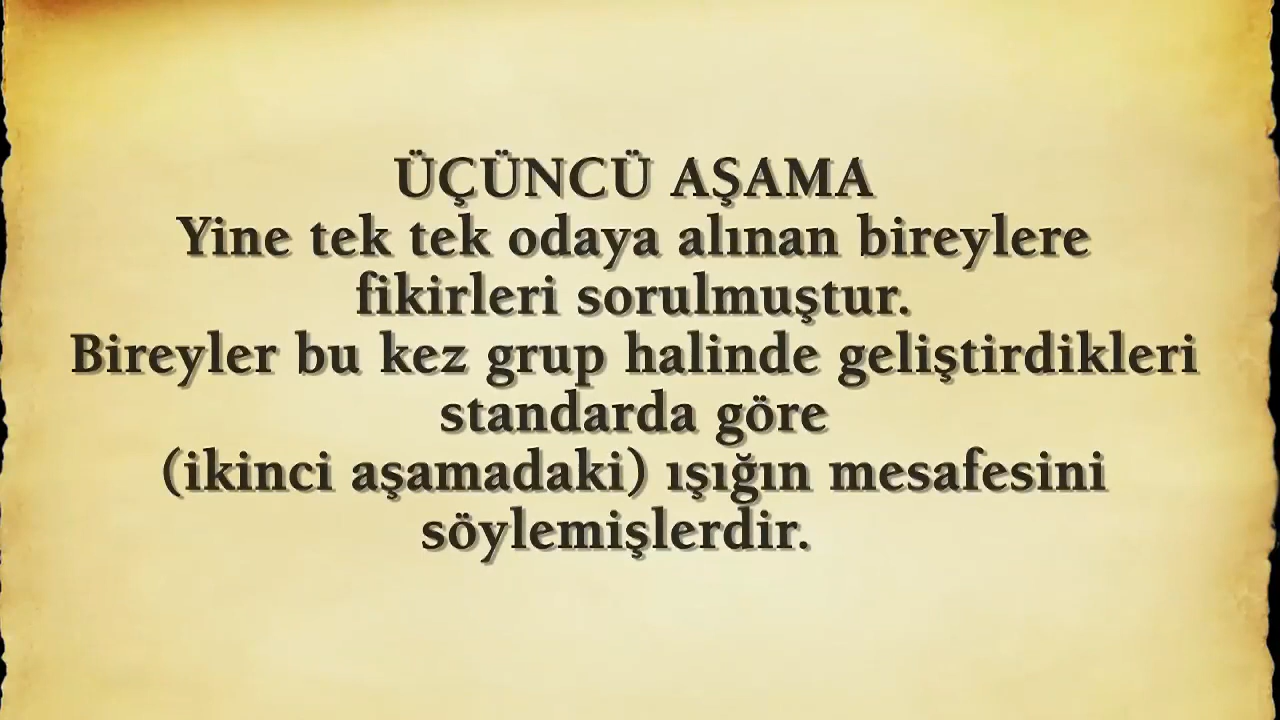 ÜÇÜNCÜ AŞAMA
Yine tek tek odaya alınan bireylere
fikirleri sorulmuştur.
Bireyler bu kez grup halinde geliştirdikleri
standarda göre
(ikinci aşamadaki) ışığın mesafesini
söylemişlerdir.